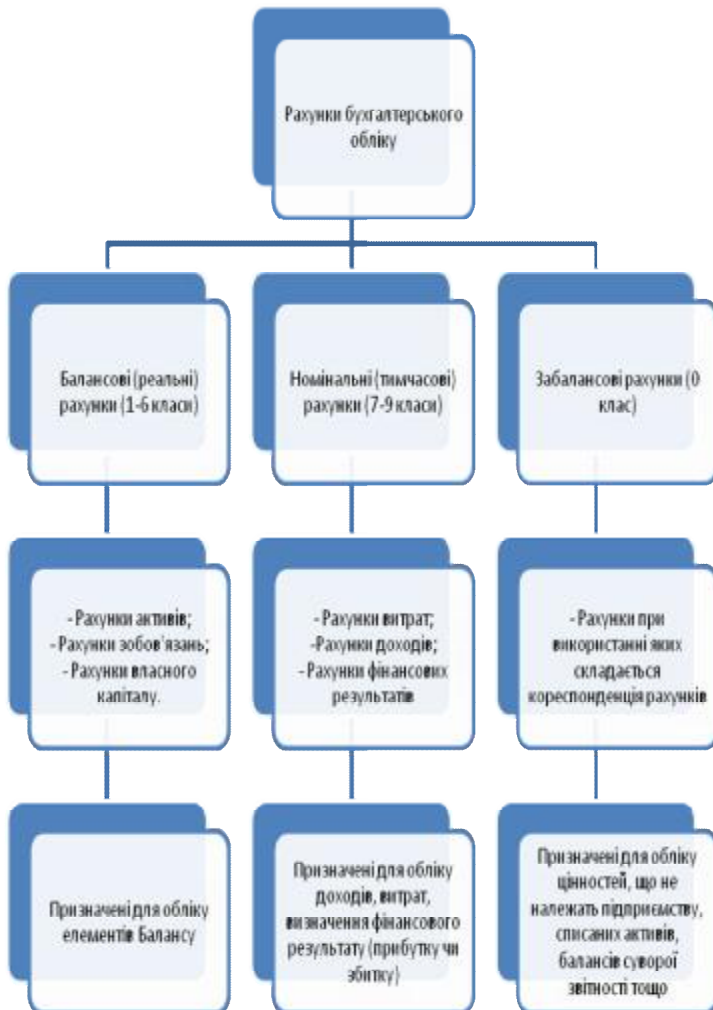 Рахунки бухгалтерського
обліку
Балансові (реальні)
рахунки (1-6 класи)
Номінальні (тимчасові)
рахунки (7-9 класи)
Забалансові рахунки (0
клас)
- Рахунки активів;
- Рахунки зобов'язань;
- Рахунки власного
капіталу.
- Рахунки витрат;
-Рахунки доходів;
- Рахунки фінансових
результатів
- Рахунки при
використанні яких
складається
кореспонденція рахунків
Призначені для обліку
елементів Балансу
Призначені для обліку
доходів, витрат,
визначення фінансового
результату (прибутку чи
збитку)
Призначені для обліку
цінностей, що не
належать підприємству,
списаних активів,
балансів суворої
звітності тощо